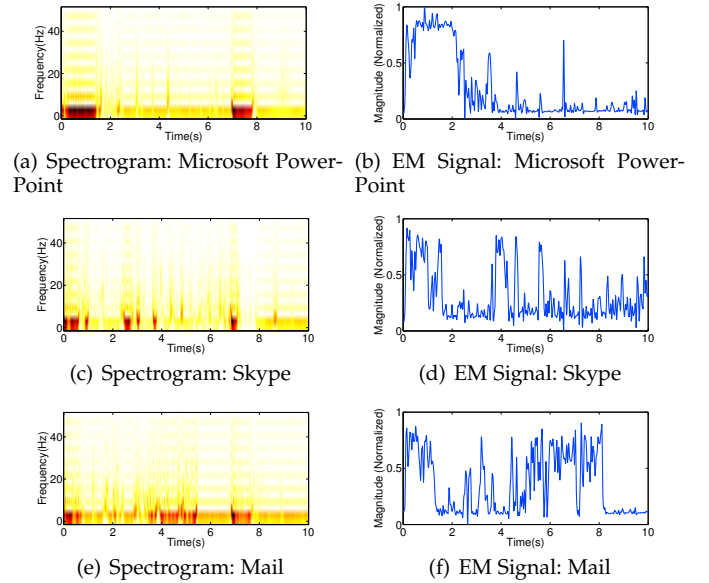 Frequency(Hz)
40
20
0
0 2 4 6 8 10
Time(s)
Magnitude (Normalized)
1
0.5
0
0 2 4 6 8 10
Time(s)
(a) Spectrogram: Microsoft Power-
Point
(b) EM Signal: Microsoft Power-
Point
Frequency(Hz)
40
20
0
0 2 4 6 8 10
Time(s)
Magnitude (Normalized)
1
0.5
0
0 2 4 6 8 10
Time(s)
(c) Spectrogram: Skype
(d) EM Signal: Skype
Frequency(Hz)
40
20
0
0 2 4 6 8 10
Time(s)
Magnitude (Normalized)
1
0.5
0
0 2 4 6 8 10
Time(s)
(e) Spectrogram: Mail
(f) EM Signal: Mail